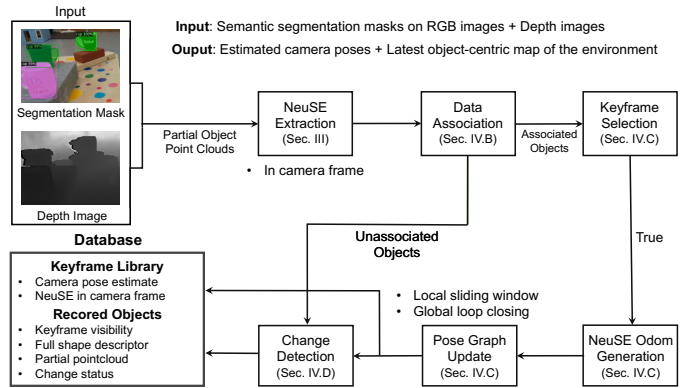 Input
Input: Semantic segmentation masks on RGB images + Depth images
Ouput: Estimated camera poses + Latest object-centric map of the environment
Segmentation Mask
Depth Image
Partial Object
Point Clouds
NeuSE
Extraction
(Sec. III)
• In camera frame
Data
Association
(Sec. IV.B)
Associated
Objects
Keyframe
Selection
(Sec. IV.C)
Unassociated
Objects
True
Database
Keyframe Library
• Camera pose estimate
• NeuSE in camera frame
Recored Objects
• Keyframe visibility
• Full shape descriptor
• Partial pointcloud
• Change status
Change
Detection
(Sec. IV.D)
• Local sliding window
• Global loop closing
Pose Graph
Update
(Sec. IV.C)
NeuSE Odom
Generation
(Sec. IV.C)